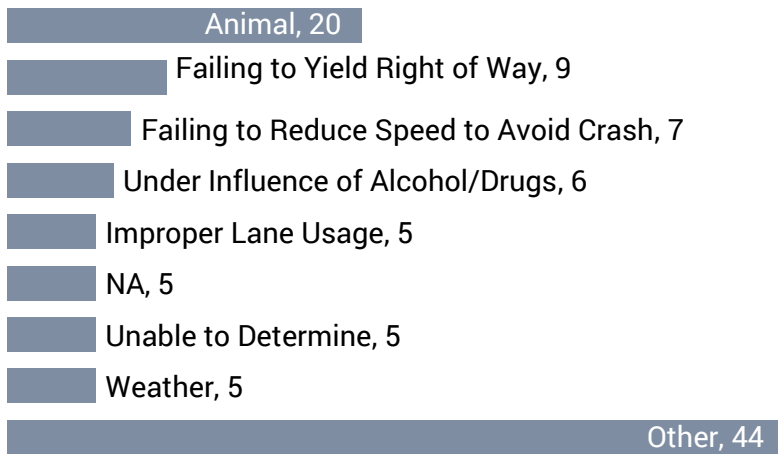 Animal, 20
Failing to Yield Right of Way, 9
Failing to Reduce Speed to Avoid Crash, 7
Under Influence of Alcohol/Drugs, 6
Improper Lane Usage, 5
NA, 5
Unable to Determine, 5
Weather, 5
Other, 44